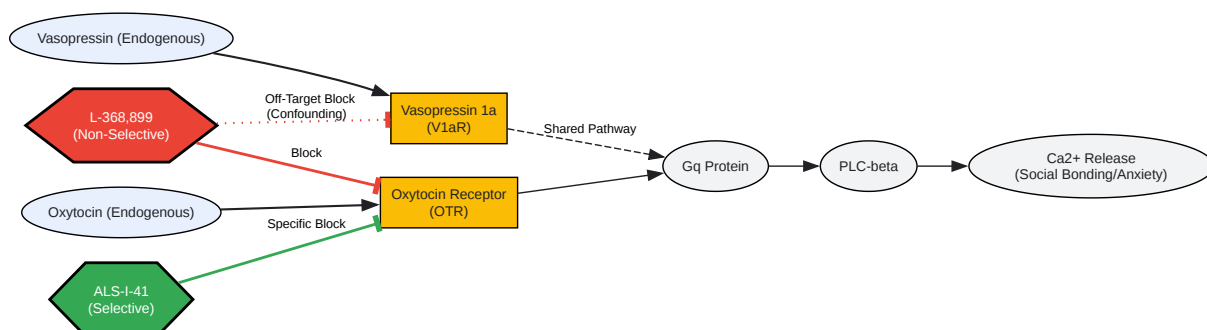 Vasopressin (Endogenous)
L-368,899
(Non-Selective)
Off-Target Block
(Confounding)
Vasopressin 1a
(V1aR)
Shared Pathway
Block
Gq Protein
PLC-beta
Ca2+ Release
(Social Bonding/Anxiety)
Oxytocin (Endogenous)
Oxytocin Receptor
(OTR)
Specific Block
ALS-I-41
(Selective)